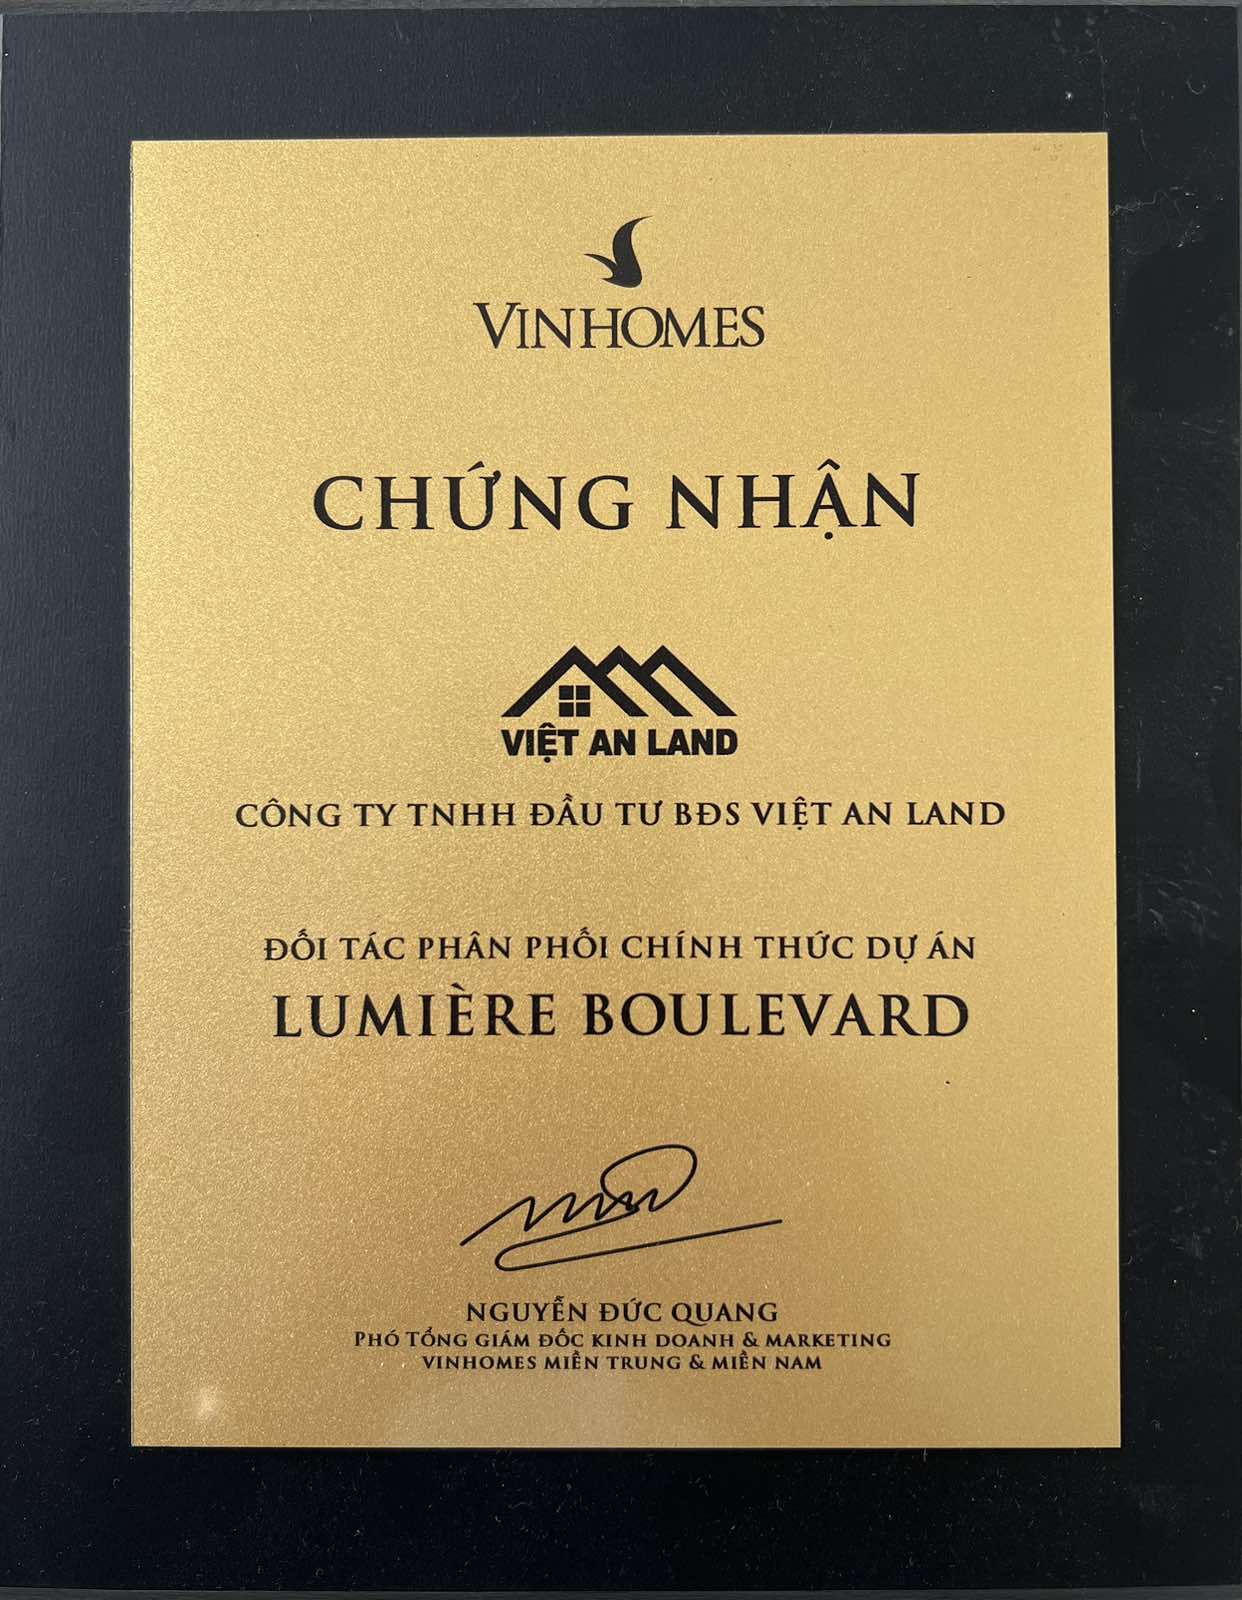 VINHOMES
CHỨNG NHẬN
VIỆT AN LAND
CÔNG TY TNHH ĐẦU TƯ BĐS VIỆT AN LAND
ĐỐI TÁC PHÂN PHỐI CHÍNH THỨC DỰ ÁN
LUMIÈRE BOULEVARD
NGUYỄN ĐỨC QUANG
PHÓ TỔNG GIÁM ĐỐC KINH DOANH & MARKETING
VINHOMES MIỀN TRUNG & MIỀN NAM